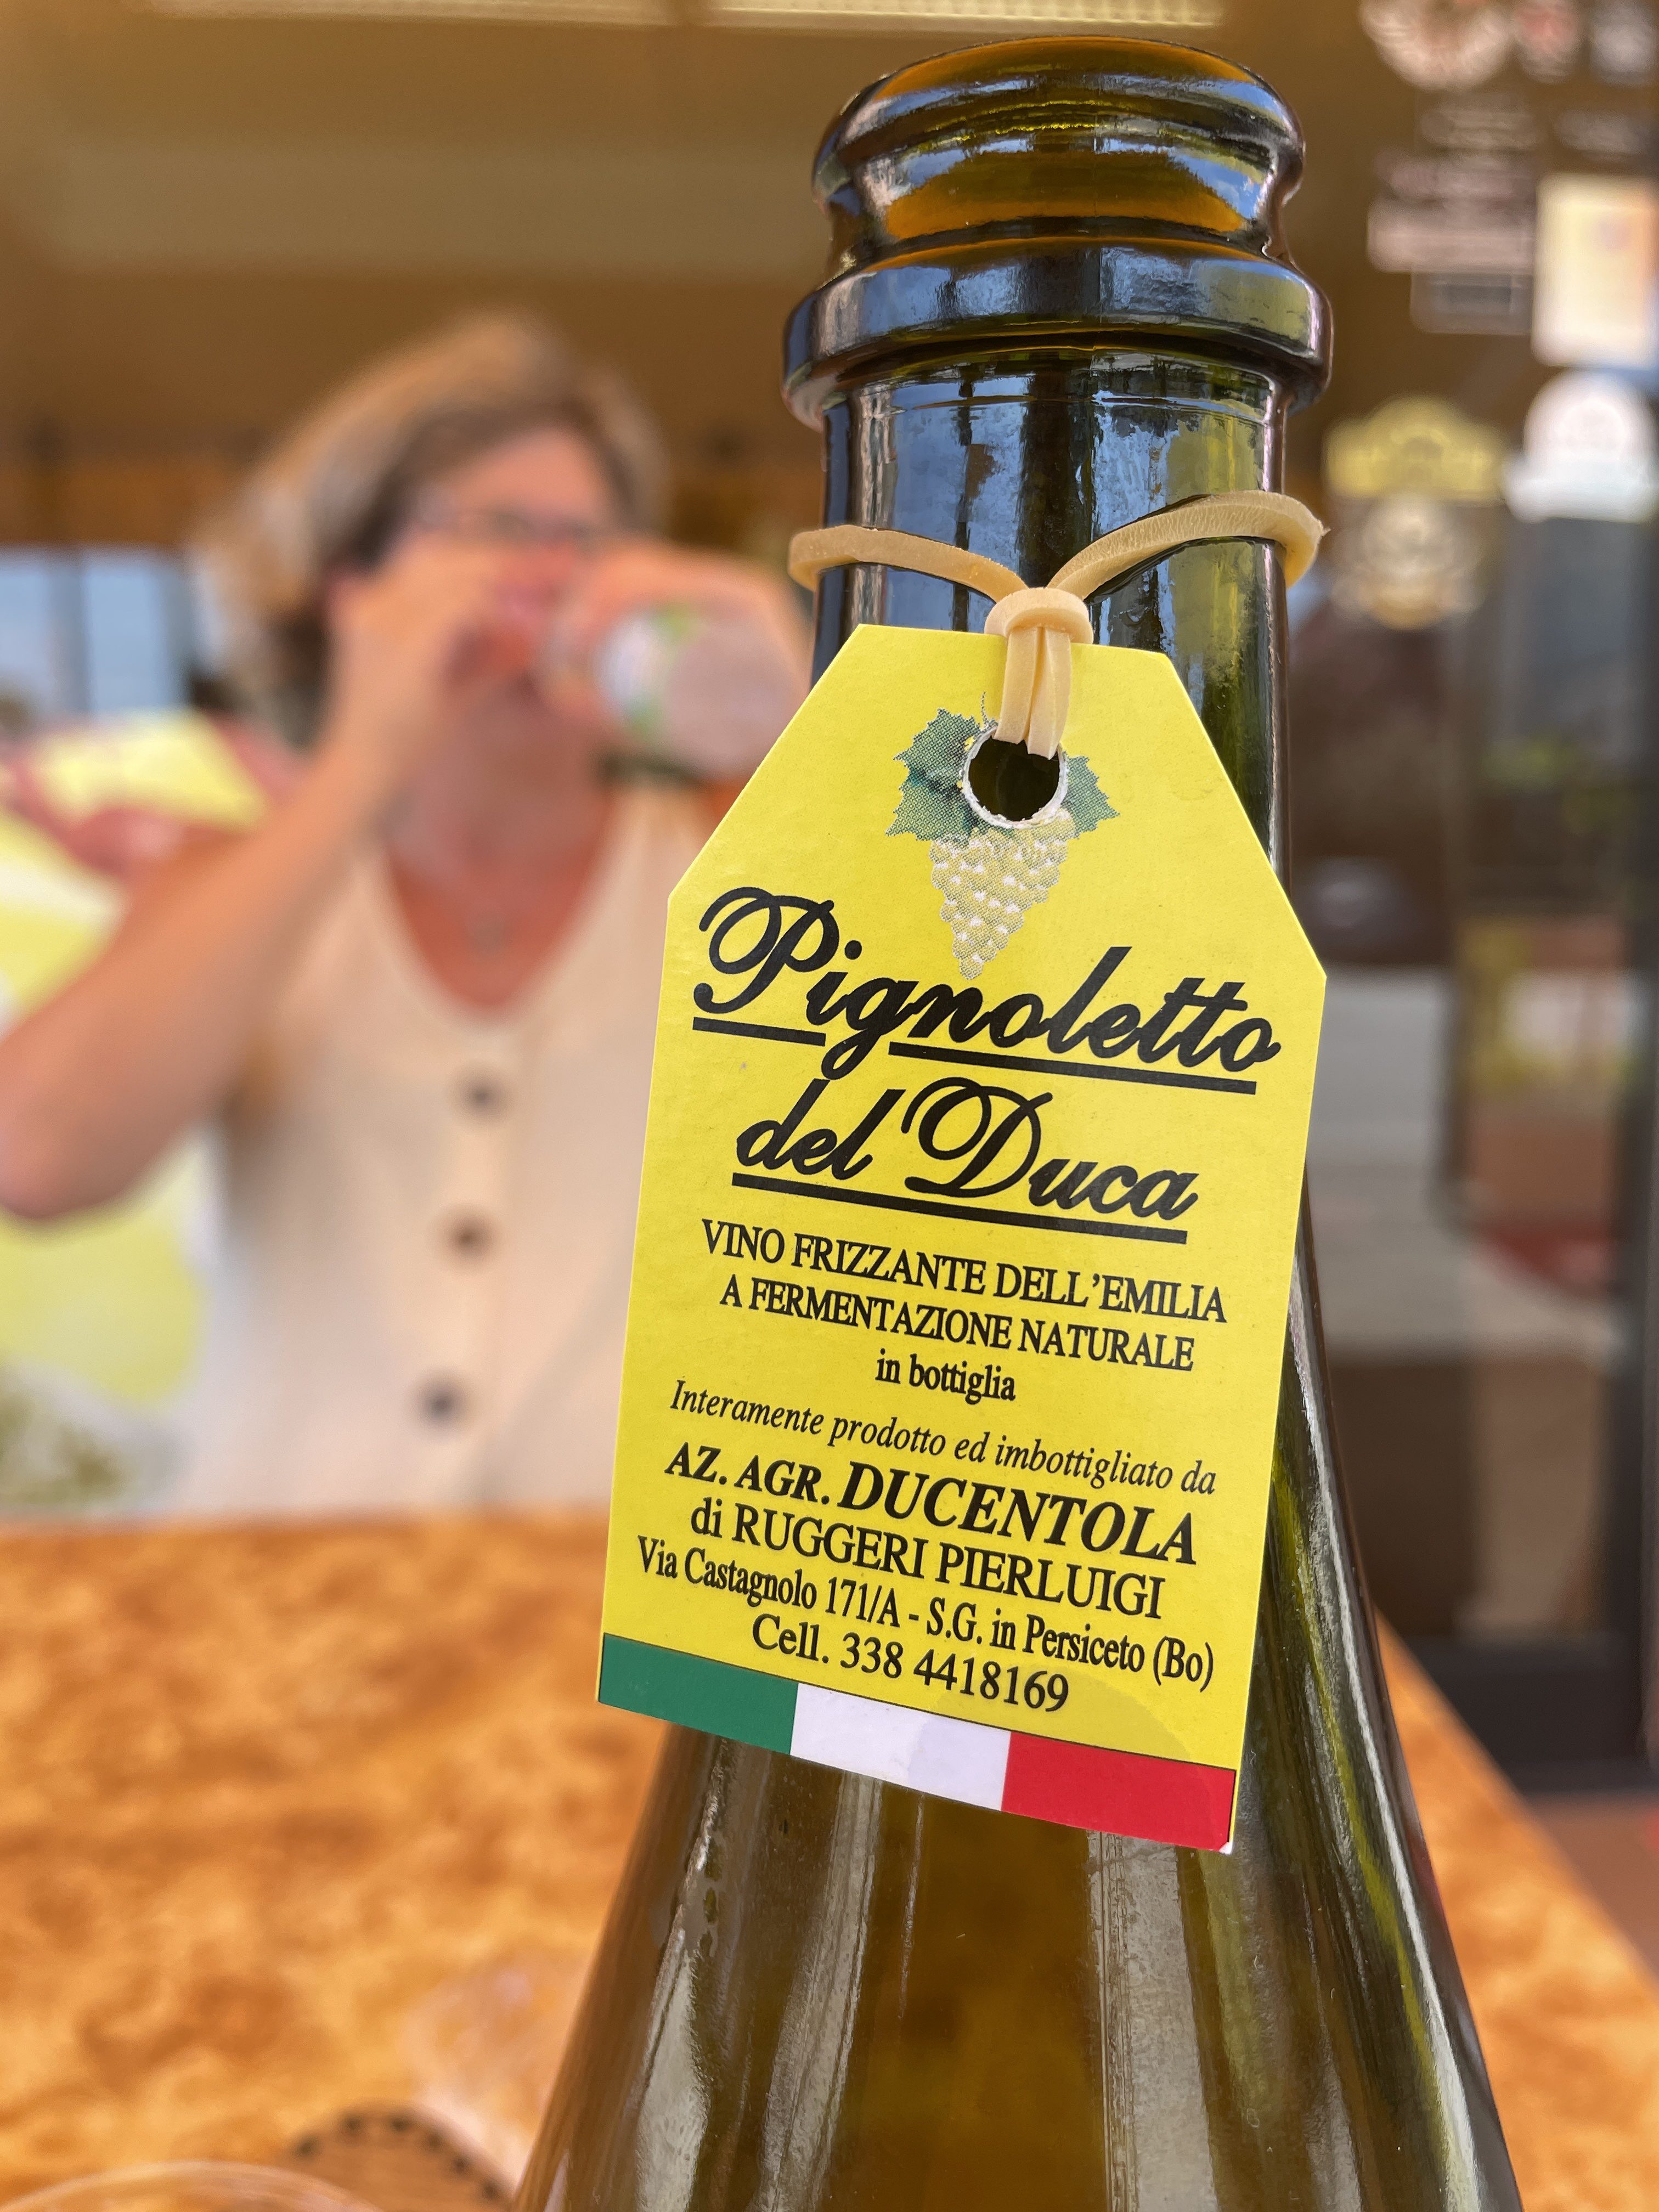 Pignoletto
del Duca
VINO FRIZZANTE DELL'EMILIA
A FERMENTAZIONE NATURALE
in bottiglia
Interamente prodotto ed imbottigliato da
AZ. AGR. DUCENTOLA
di RUGGERI PIERLUIGI
Via Castagnolo 171/A - S.G. in Persiceto (Bo)
Cell. 338 4418169